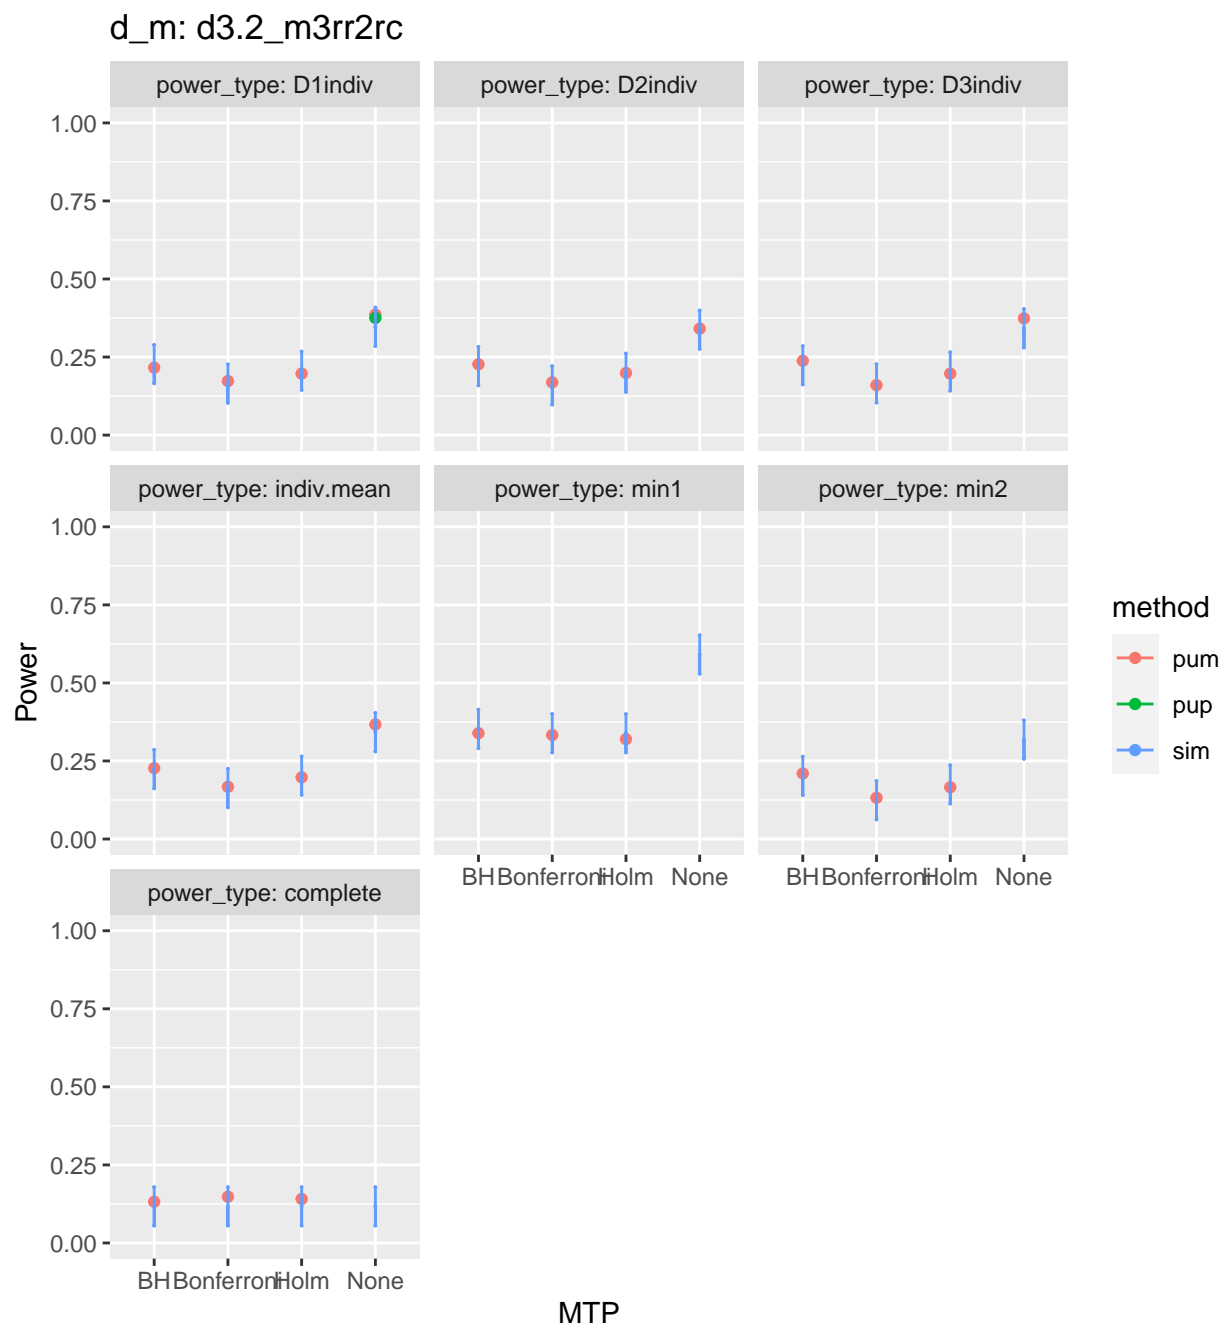 d_m: d3.2_m3rr2rc
power_type: D1indiv
power_type: D2indiv
power_type: D3indiv
1.00
0.75
0.50
0.25
0.00
power_type: indiv.mean
power_type: min1
power_type: min2
1.00
0.75
0.50
0.25
0.00
BH Bonferroni Holm None
BH Bonferroni Holm None
power_type: complete
1.00
0.75
0.50
0.25
0.00
BH Bonferroni Holm None
MTP
Power
method
pum
pup
sim